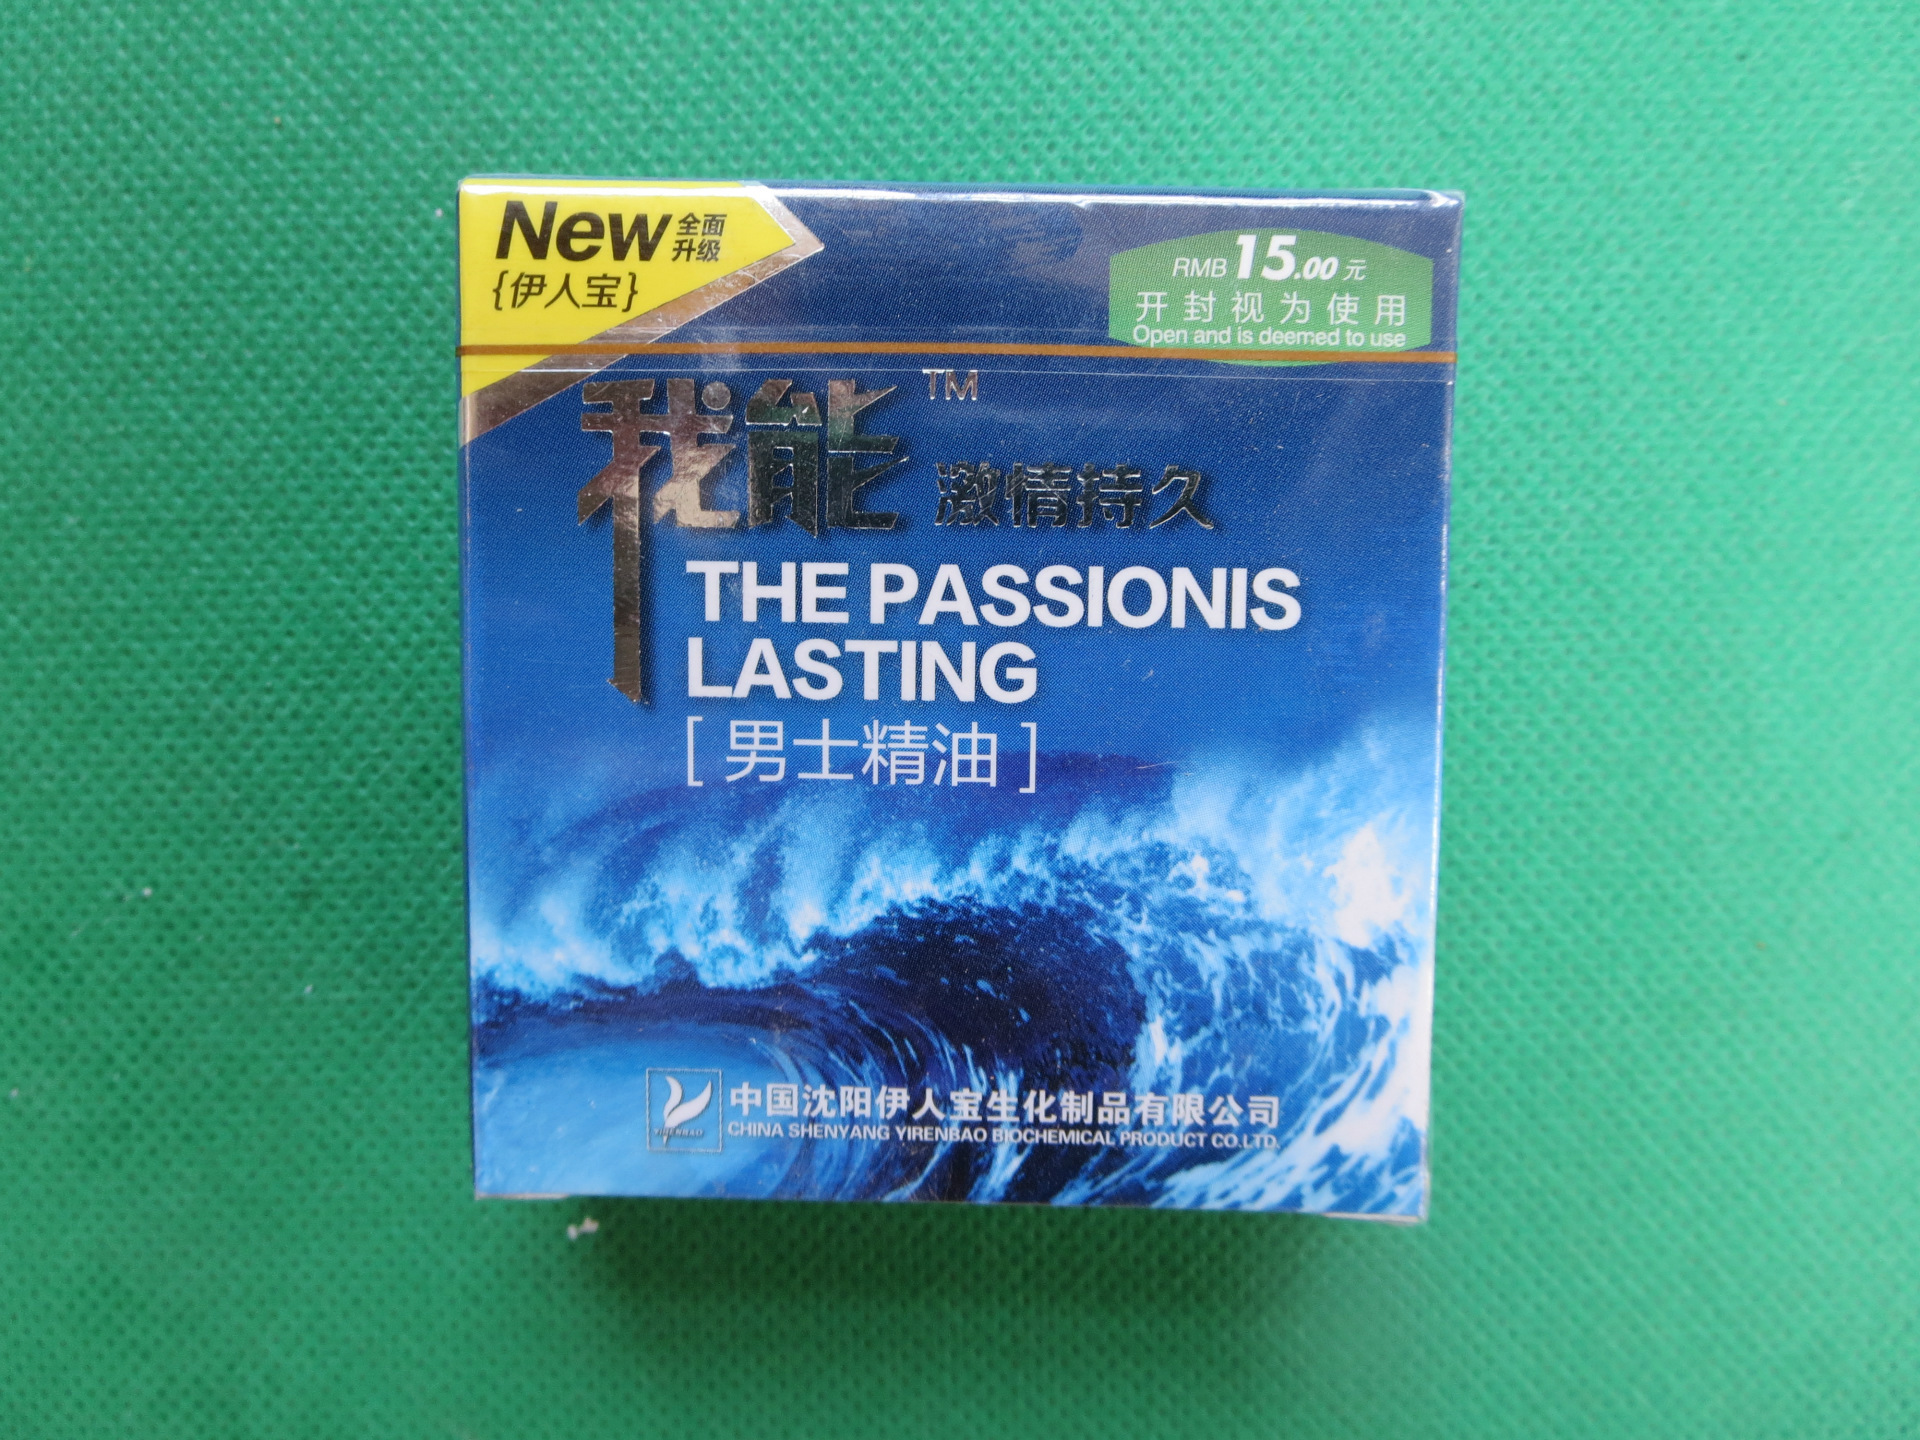 New 全面
升级
{伊人宝}
RMB 15.00 元
开封视为使用
Open and is deemed to use
我能™
激情持久
THE PASSIONIS
LASTING
[ 男士精油 ]
YIRENBAO
中国沈阳伊人宝生化制品有限公司
CHINA SHENYANG YIRENBAO BIOCHEMICAL PRODUCT CO.LTD.